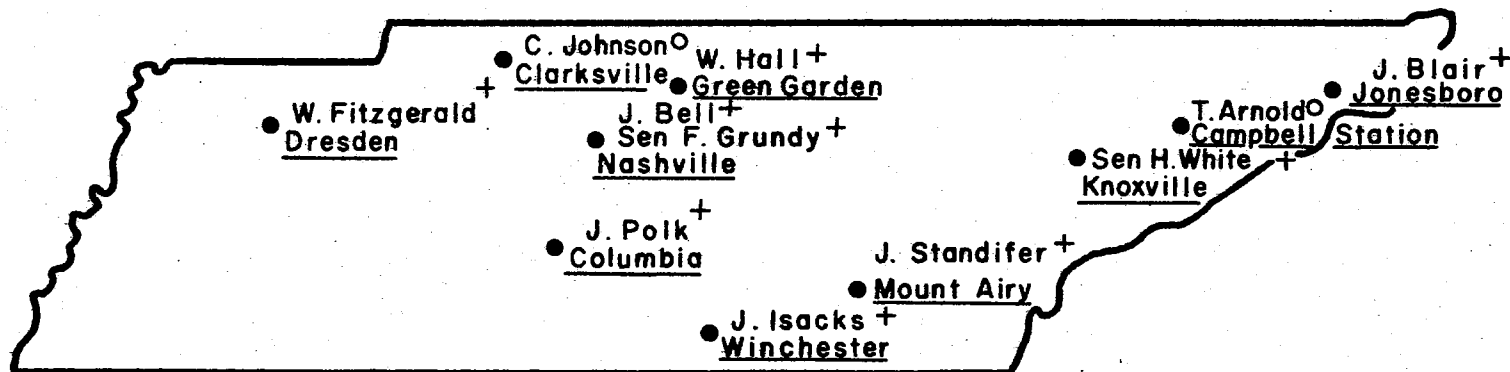 C. Johnson○
Clarksville
W. Hall+
Green Garden
J. Blair+
Jonesboro
W. Fitzgerald+
Dresden
J. Bell+
Sen F. Grundy+
Nashville
T. Arnold○
Campbell Station
Sen H. White+
Knoxville
J. Polk+
Columbia
J. Standifer+
Mount Airy
J. Isacks+
Winchester